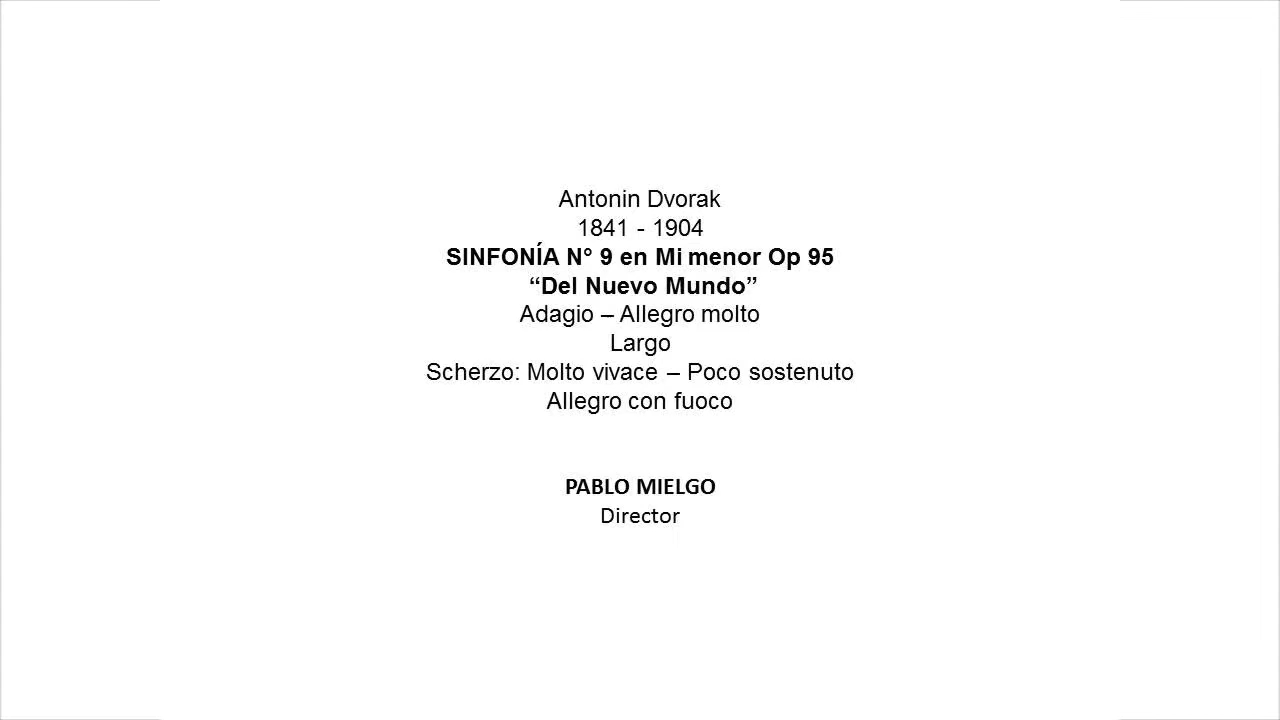 Antonin Dvorak
1841 - 1904
SINFONÍA N° 9 en Mi menor Op 95
“Del Nuevo Mundo”
Adagio – Allegro molto
Largo
Scherzo: Molto vivace – Poco sostenuto
Allegro con fuoco
PABLO MIELGO
Director